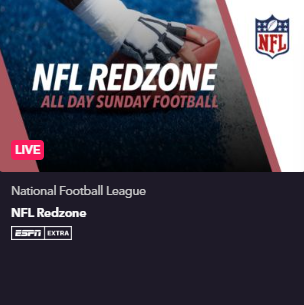 NFL
NFL REDZONE
ALL DAY SUNDAY FOOTBALL
LIVE
National Football League
NFL Redzone
ESPN EXTRA